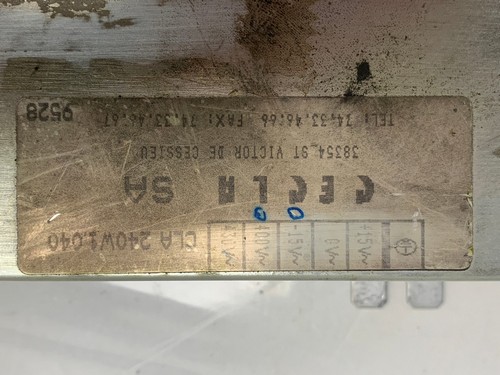 +15V 0V -15V 400V
CLA 240W1.040
CECLA SA
38354 ST VICTOR DE CESSIEU
TEL: 74.33.46.66 FAX: 74.33.46.67
9528